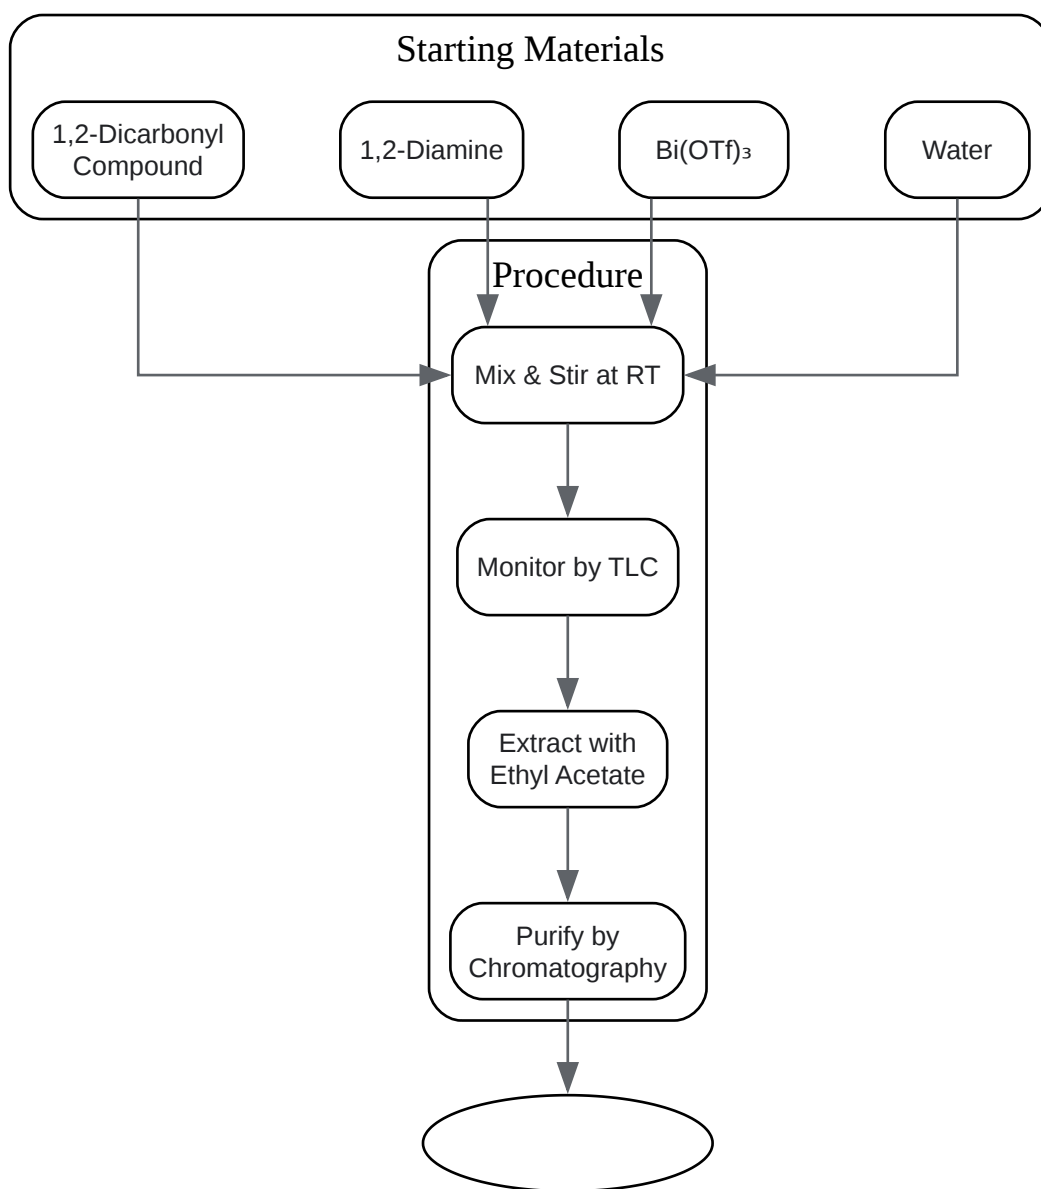 Starting Materials
1,2-Dicarbonyl
Compound
1,2-Diamine
Bi(OTf)₃
Water
Procedure
Mix & Stir at RT
Monitor by TLC
Extract with
Ethyl Acetate
Purify by
Chromatography